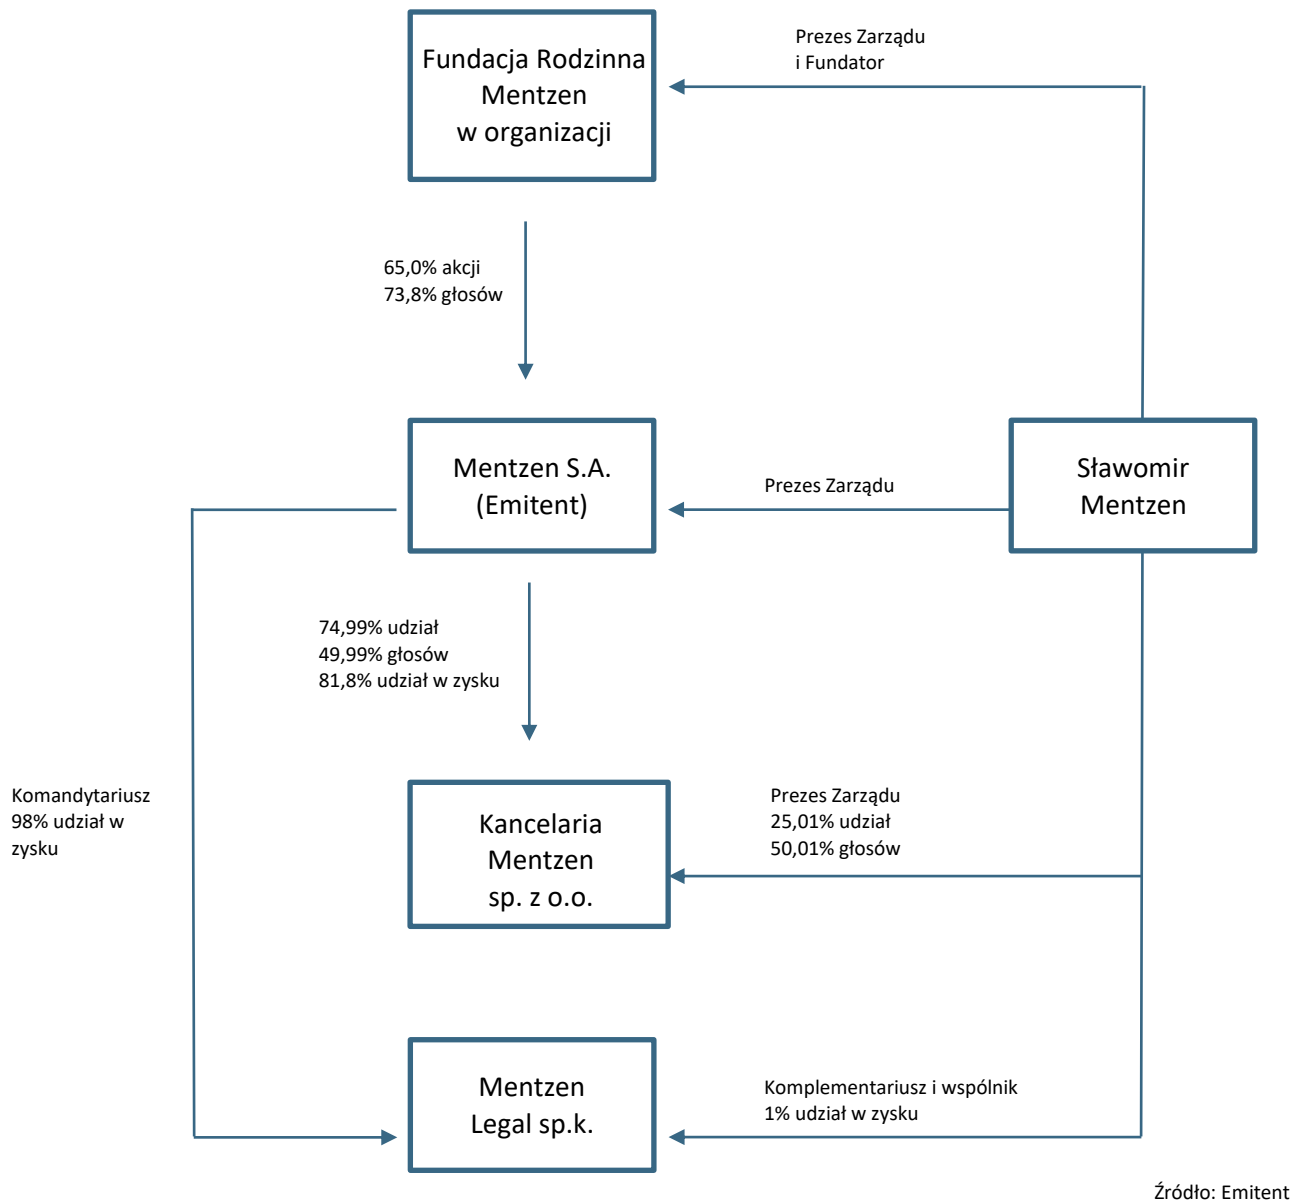 Fundacja Rodzinna
Mentzen
w organizacji
Prezes Zarządu
i Fundator
65,0% akcji
73,8% głosów
Mentzen S.A.
(Emitent)
Prezes Zarządu
Sławomir
Mentzen
74,99% udział
49,99% głosów
81,8% udział w zysku
Komandytariusz
98% udział w
zysku
Kancelaria
Mentzen
sp. z o.o.
Prezes Zarządu
25,01% udział
50,01% głosów
Mentzen
Legal sp.k.
Komplementariusz i wspólnik
1% udział w zysku
Źródło: Emitent